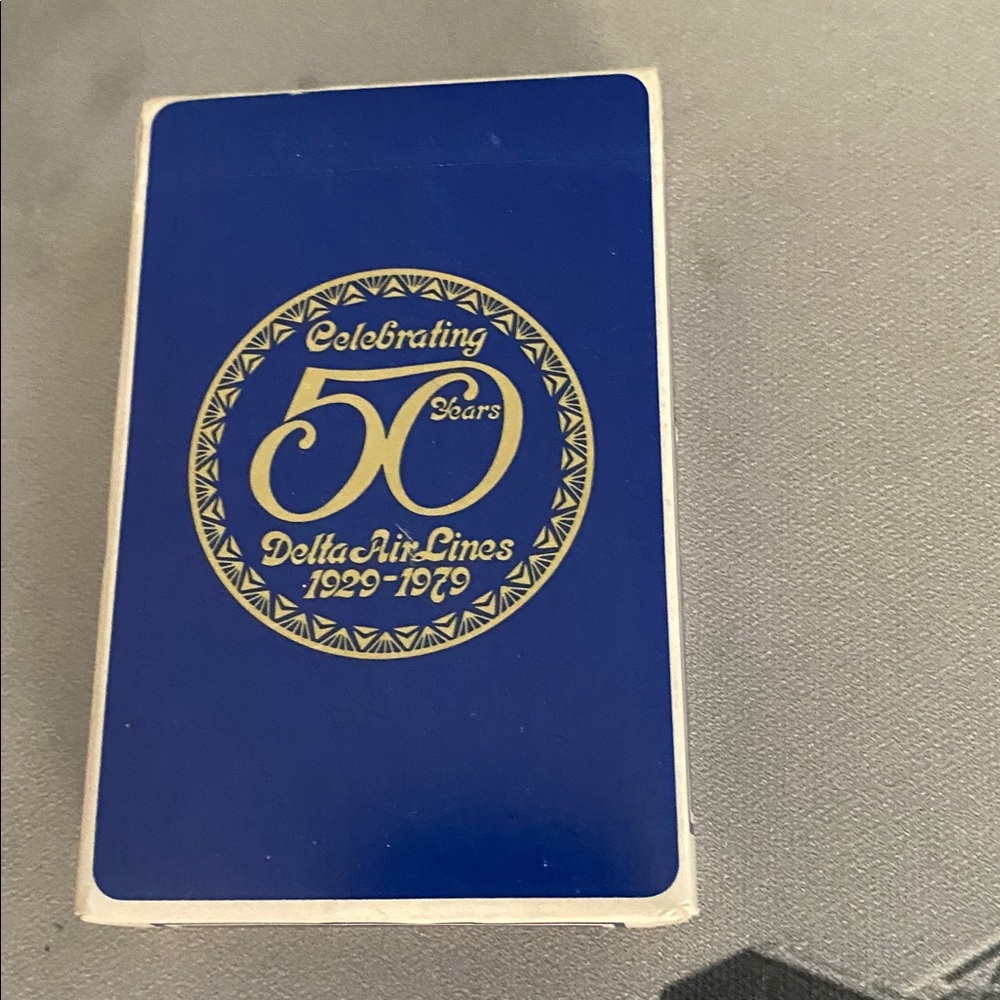 Celebrating
50
Years
Delta Air Lines
1929-1979